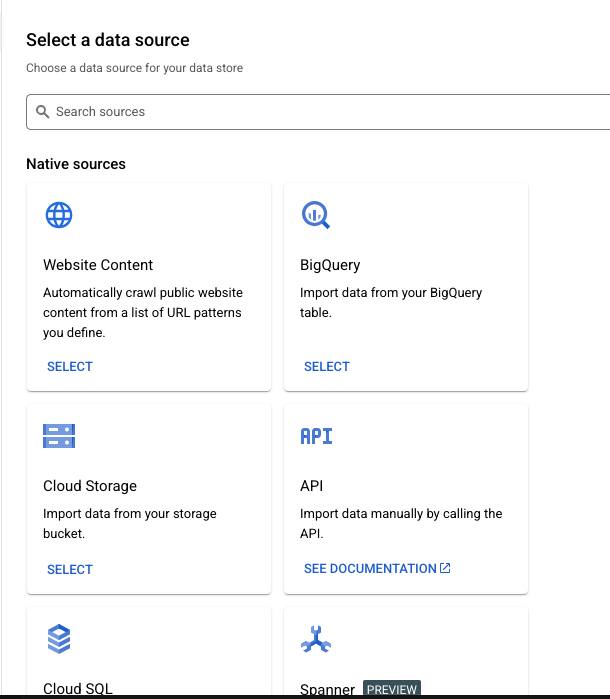 Select a data source
Choose a data source for your data store
Search sources
Native sources
Website Content
Automatically crawl public website
content from a list of URL patterns
you define.
SELECT
BigQuery
Import data from your BigQuery
table.
SELECT
Cloud Storage
Import data from your storage
bucket.
SELECT
API
API
Import data manually by calling the
API.
SEE DOCUMENTATION
Cloud SQL
Spanner PREVIEW